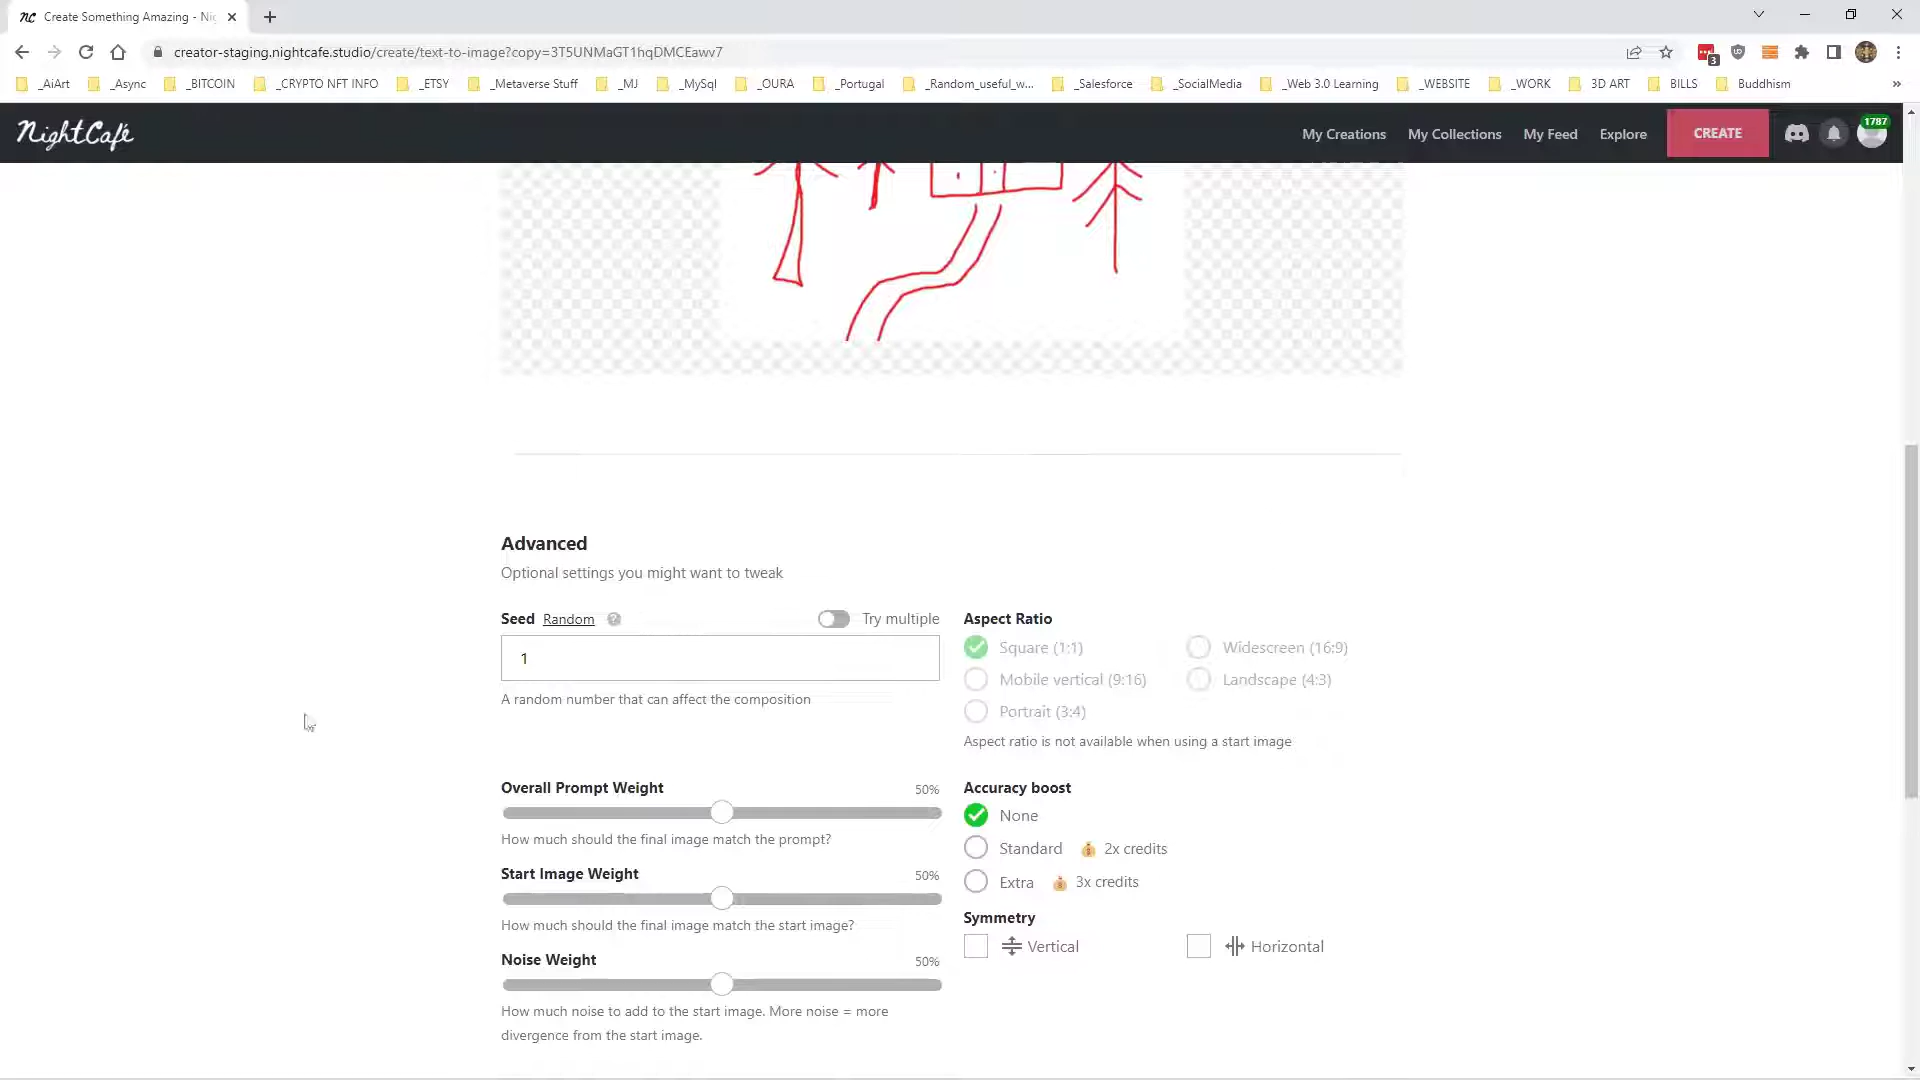 Create Something Amazing - Ni
creator-staging.nightcafe.studio/create/text-to-image?copy=3T5UNMaGT1hqDMCEawv7
3
_AiArt _Async _BITCOIN _CRYPTO NFT INFO _ETSY _Metaverse Stuff _MJ _MySql _OURA _Portugal _Random_useful_w... _Salesforce _SocialMedia _Web 3.0 Learning _WEBSITE _WORK 3D ART BILLS Buddhism »
NightCafé My Creations My Collections My Feed Explore CREATE 1787
Advanced
Optional settings you might want to tweak
Seed Random ? Try multiple
1
A random number that can affect the composition
Aspect Ratio
Square (1:1) Widescreen (16:9)
Mobile vertical (9:16) Landscape (4:3)
Portrait (3:4)
Aspect ratio is not available when using a start image
Overall Prompt Weight 50%
How much should the final image match the prompt?
Start Image Weight 50%
How much should the final image match the start image?
Noise Weight 50%
How much noise to add to the start image. More noise = more
divergence from the start image.
Accuracy boost
None
Standard 2x credits
Extra 3x credits
Symmetry
Vertical Horizontal